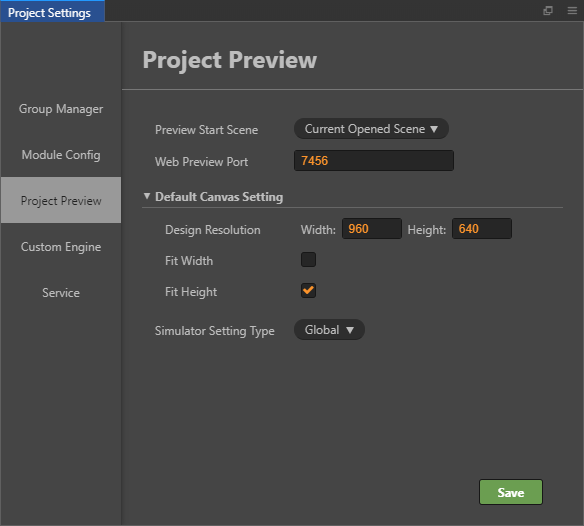 Project Settings
Project Preview
Group Manager
Module Config
Project Preview
Custom Engine
Service
Preview Start Scene Current Opened Scene
Web Preview Port 7456
Default Canvas Setting
Design Resolution Width: 960 Height: 640
Fit Width
Fit Height
Simulator Setting Type Global
Save